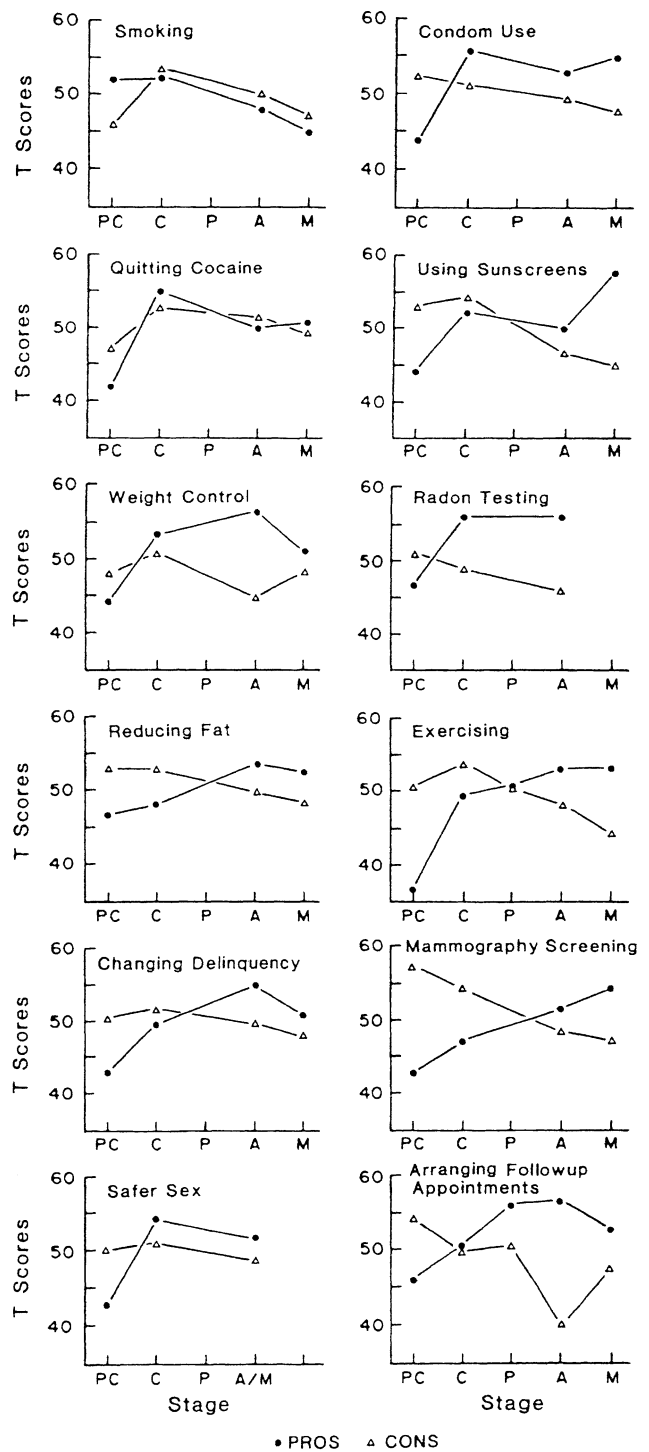 Smoking
T Scores
60
50
40
PC C P A M
Condom Use
60
50
40
PC C P A M
Quitting Cocaine
T Scores
60
50
40
PC C P A M
Using Sunscreens
60
50
40
PC C P A M
Weight Control
T Scores
60
50
40
PC C P A M
Radon Testing
60
50
40
PC C P A M
Reducing Fat
T Scores
60
50
40
PC C P A M
Exercising
60
50
40
PC C P A M
Changing Delinquency
T Scores
60
50
40
PC C P A M
Mammography Screening
60
50
40
PC C P A M
Safer Sex
T Scores
60
50
40
PC C P A/M
Stage
Arranging Followup
Appointments
60
50
40
PC C P A M
Stage
● PROS △ CONS